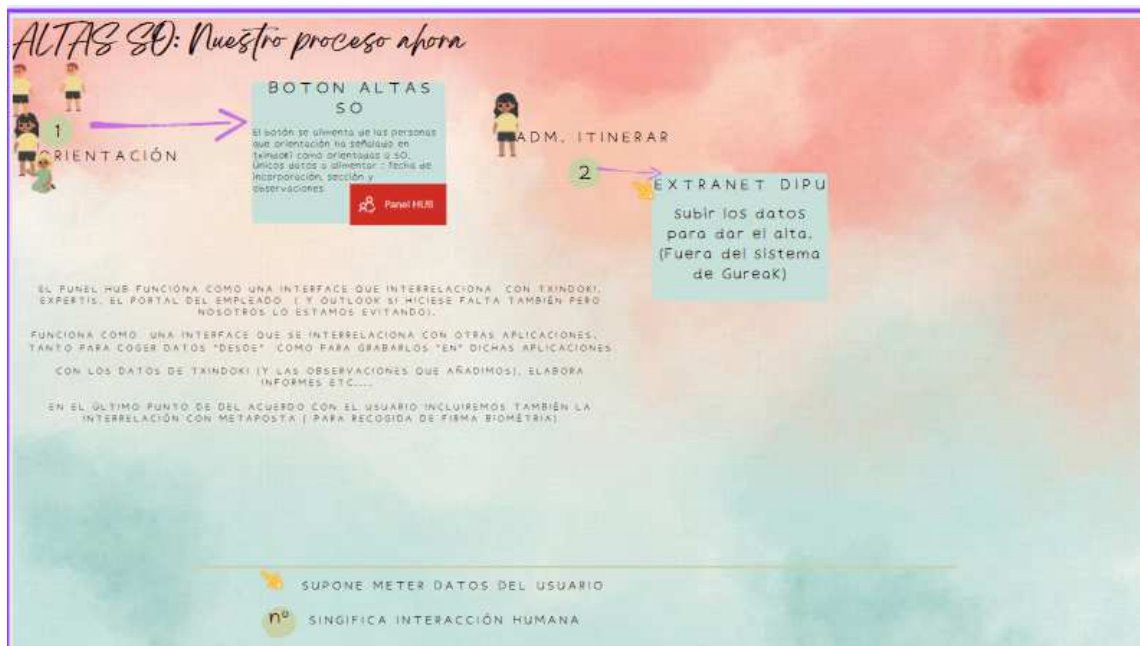 ALTAS SO: Nuestro proceso ahora
1
ORIENTACIÓN
BOTON ALTAS
SO
El botón se alimenta de las personas
que orientación ha señalado en
txindoki como orientadas a SO.
Únicos datos a alimentar : fecha de
incorporación, sección y
observaciones
Panel HUB
ADM. ITINERAR
2
EXTRANET DIPU
Subir los datos
para dar el alta.
(Fuera del sistema
de Gureak)
EL PUNEL HUB FUNCIONA COMO UNA INTERFACE QUE INTERRELACIONA CON TXINDOKI,
EXPERTIS, EL PORTAL DEL EMPLEADO ( Y OUTLOOK SI HICIESE FALTA TAMBIÉN PERO
NOSOTROS LO ESTAMOS EVITANDO).
FUNCIONA COMO UNA INTERFACE QUE SE INTERRELACIONA CON OTRAS APLICACIONES,
TANTO PARA COGER DATOS "DESDE" COMO PARA GRABARLOS "EN" DICHAS APLICACIONES
CON LOS DATOS DE TXINDOKI (Y LAS OBSERVACIONES QUE AÑADIMOS), ELABORA
INFORMES ETC....
EN EL ÚLTIMO PUNTO DE DEL ACUERDO CON EL USUARIO INCLUIREMOS TAMBIÉN LA
INTERRELACIÓN CON METAPOSTA ( PARA RECOGIDA DE FIRMA BIOMÉTRIA)
SUPONE METER DATOS DEL USUARIO
nº
SINGIFICA INTERACCIÓN HUMANA